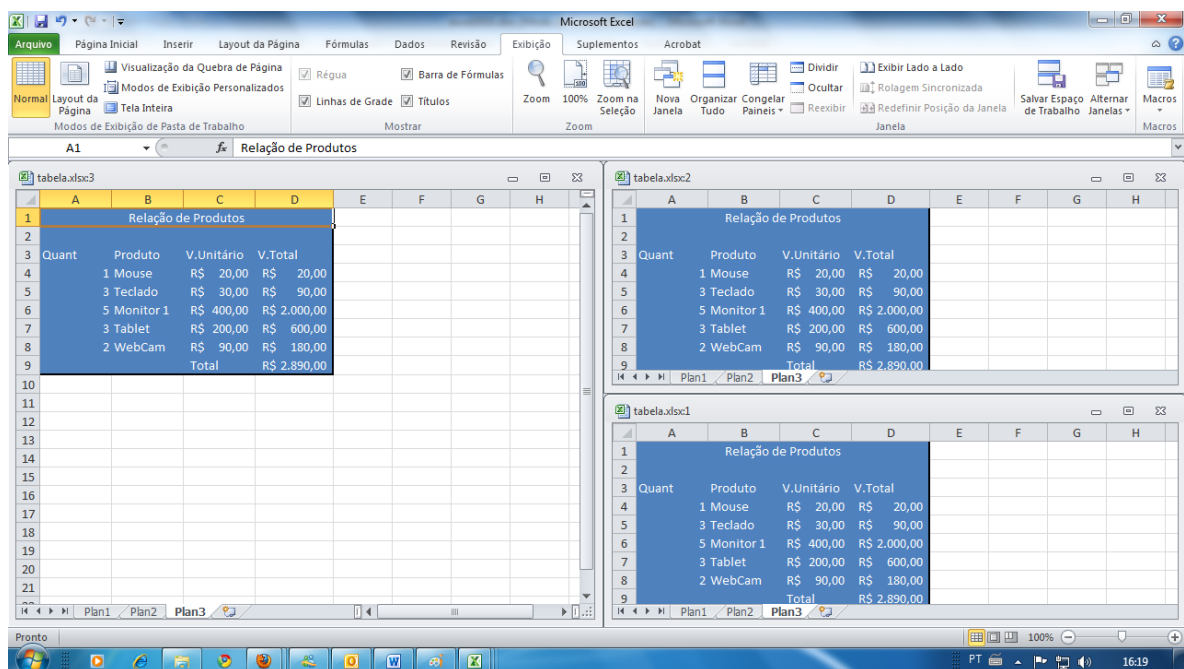 Microsoft Excel
Arquivo Página Inicial Inserir Layout da Página Fórmulas Dados Revisão Exibição Suplementos Acrobat
Normal
Layout da Página
Visualização da Quebra de Página
Modos de Exibição Personalizados
Tela Inteira
Modos de Exibição de Pasta de Trabalho
Régua
Barra de Fórmulas
Linhas de Grade
Títulos
Mostrar
Zoom
100%
Zoom na Seleção
Zoom
Nova Janela
Organizar Tudo
Congelar Paineis
Dividir
Ocultar
Reexibir
Exibir Lado a Lado
Rolagem Sincronizada
Redefinir Posição da Janela
Salvar Espaço de Trabalho
Alternar Janelas
Janela
Macros
Macros
A1 fx Relação de Produtos
tabela.xlsx:3
A B C D E F G H
1 Relação de Produtos
2
3 Quant Produto V.Unitário V.Total
4 1 Mouse R$ 20,00 R$ 20,00
5 3 Teclado R$ 30,00 R$ 90,00
6 5 Monitor 1 R$ 400,00 R$ 2.000,00
7 3 Tablet R$ 200,00 R$ 600,00
8 2 WebCam R$ 90,00 R$ 180,00
9 Total R$ 2.890,00
10
11
12
13
14
15
16
17
18
19
20
21
Plan1 Plan2 Plan3
tabela.xlsx:2
A B C D E F G H
1 Relação de Produtos
2
3 Quant Produto V.Unitário V.Total
4 1 Mouse R$ 20,00 R$ 20,00
5 3 Teclado R$ 30,00 R$ 90,00
6 5 Monitor 1 R$ 400,00 R$ 2.000,00
7 3 Tablet R$ 200,00 R$ 600,00
8 2 WebCam R$ 90,00 R$ 180,00
9 Total R$ 2.890,00
Plan1 Plan2 Plan3
tabela.xlsx:1
A B C D E F G H
1 Relação de Produtos
2
3 Quant Produto V.Unitário V.Total
4 1 Mouse R$ 20,00 R$ 20,00
5 3 Teclado R$ 30,00 R$ 90,00
6 5 Monitor 1 R$ 400,00 R$ 2.000,00
7 3 Tablet R$ 200,00 R$ 600,00
8 2 WebCam R$ 90,00 R$ 180,00
9 Total R$ 2.890,00
Plan1 Plan2 Plan3
Pronto 100%
PT 16:19